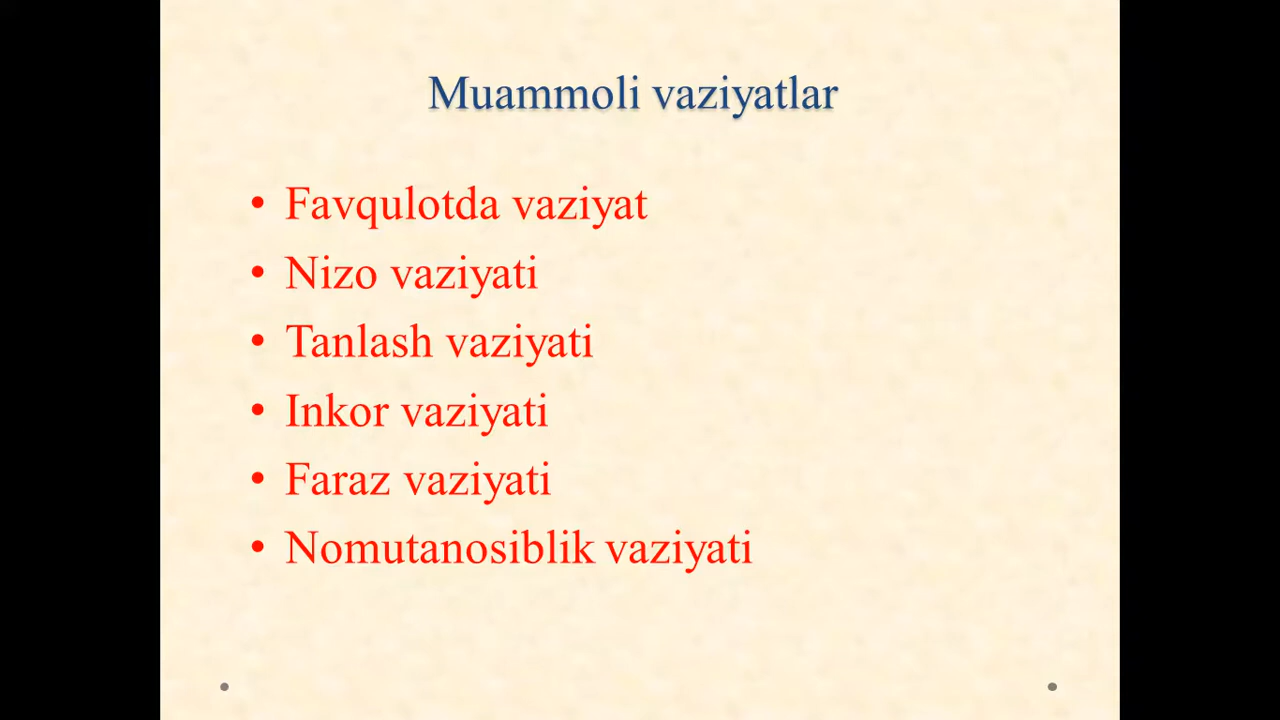 Muammoli vaziyatlar
• Favqulotda vaziyat
• Nizo vaziyati
• Tanlash vaziyati
• Inkor vaziyati
• Faraz vaziyati
• Nomutanosiblik vaziyati